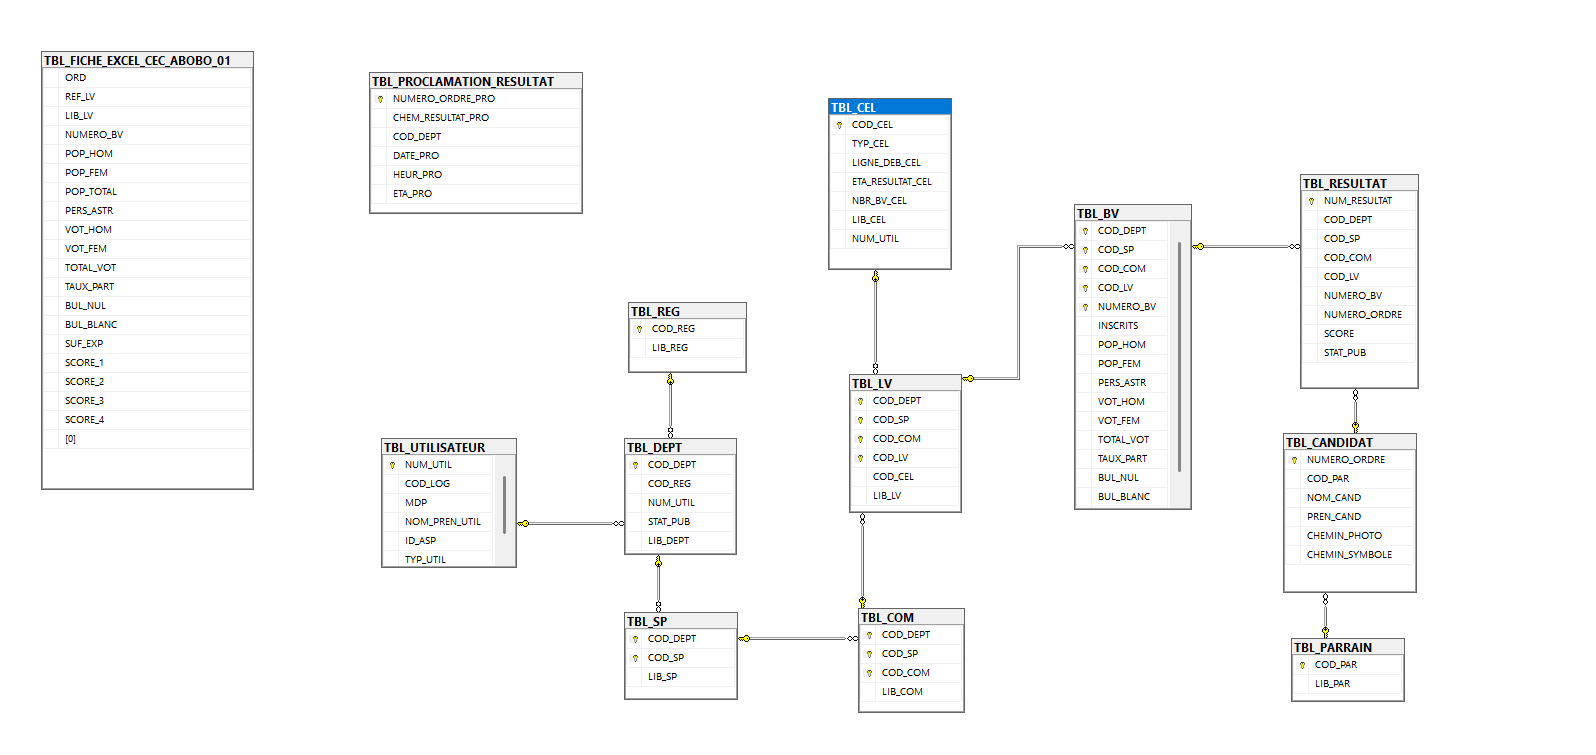 TBL_FICHE_EXCEL_CEC_ABOBO_01
ORD
REF_LV
LIB_LV
NUMERO_BV
POP_HOM
POP_FEM
POP_TOTAL
PERS_ASTR
VOT_HOM
VOT_FEM
TOTAL_VOT
TAUX_PART
BUL_NUL
BUL_BLANC
SUF_EXP
SCORE_1
SCORE_2
SCORE_3
SCORE_4
[0]
TBL_PROCLAMATION_RESULTAT
NUMERO_ORDRE_PRO
CHEM_RESULTAT_PRO
COD_DEPT
DATE_PRO
HEUR_PRO
ETA_PRO
TBL_REG
COD_REG
LIB_REG
TBL_UTILISATEUR
NUM_UTIL
COD_LOG
MDP
NOM_PREN_UTIL
ID_ASP
TYP_UTIL
TBL_DEPT
COD_DEPT
COD_REG
NUM_UTIL
STAT_PUB
LIB_DEPT
TBL_SP
COD_DEPT
COD_SP
LIB_SP
TBL_CEL
COD_CEL
TYP_CEL
LIGNE_DEB_CEL
ETA_RESULTAT_CEL
NBR_BV_CEL
LIB_CEL
NUM_UTIL
TBL_LV
COD_DEPT
COD_SP
COD_COM
COD_LV
COD_CEL
LIB_LV
TBL_COM
COD_DEPT
COD_SP
COD_COM
LIB_COM
TBL_BV
COD_DEPT
COD_SP
COD_COM
COD_LV
NUMERO_BV
INSCRITS
POP_HOM
POP_FEM
PERS_ASTR
VOT_HOM
VOT_FEM
TOTAL_VOT
TAUX_PART
BUL_NUL
BUL_BLANC
TBL_RESULTAT
NUM_RESULTAT
COD_DEPT
COD_SP
COD_COM
COD_LV
NUMERO_BV
NUMERO_ORDRE
SCORE
STAT_PUB
TBL_CANDIDAT
NUMERO_ORDRE
COD_PAR
NOM_CAND
PREN_CAND
CHEMIN_PHOTO
CHEMIN_SYMBOLE
TBL_PARRAIN
COD_PAR
LIB_PAR